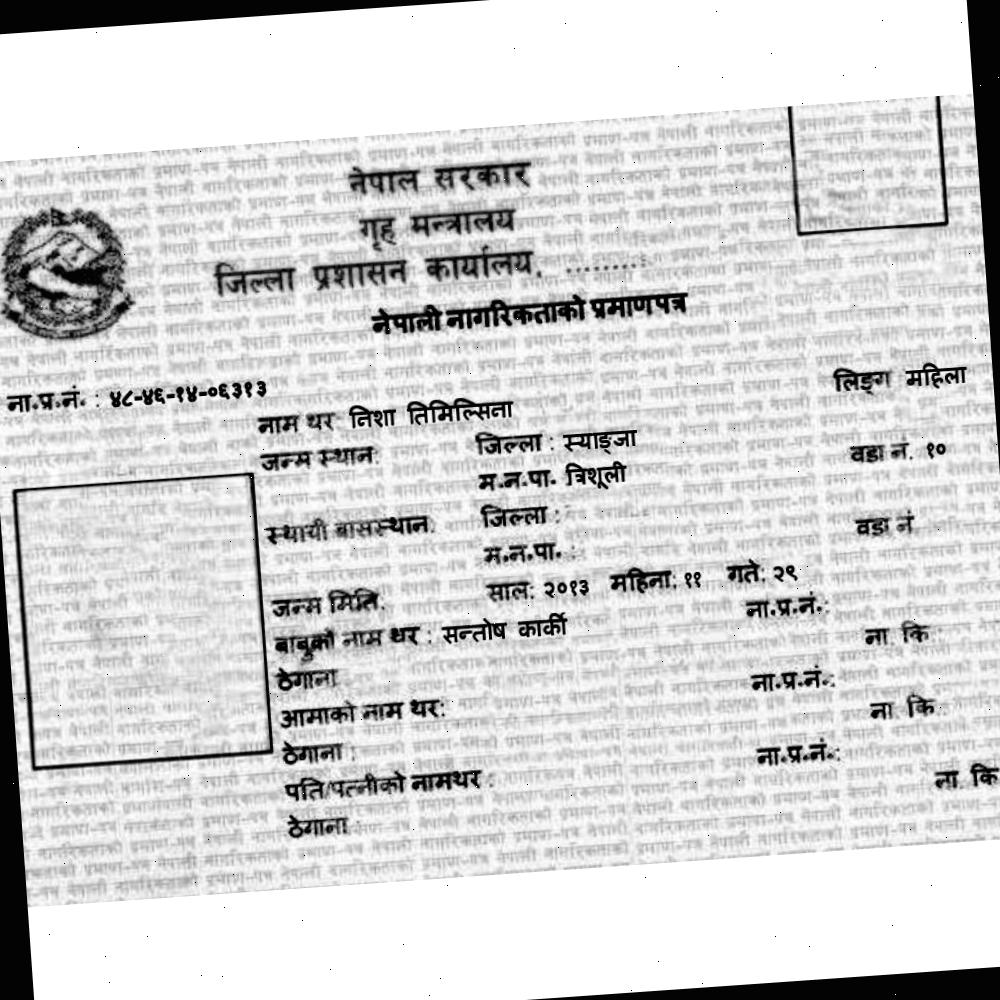 नेपाल सरकार
गृह मन्त्रालय
जिल्ला प्रशासन कार्यालय, .........
नेपाली नागरिकताको प्रमाणपत्र
ना.प्र.नं. : ४८-४६-१४-०६३१३
लिङ्ग महिला
नाम थर निशा तिमिल्सिना
जन्म स्थान: जिल्ला : स्याङ्जा
म.न.पा. त्रिशूली वडा नं. १०
स्थायी बासस्थान: जिल्ला :
म.न.पा. : वडा नं
जन्म मिति: साल: २०१३ महिना: ११ गते: २९
बाबुको नाम थर : सन्तोष कार्की ना.प्र.नं.:
ठेगाना ना कि
आमाको नाम थर: ना.प्र.नं.:
ठेगाना : ना कि
पति/पत्नीको नामथर : ना.प्र.नं.:
ठेगाना ना कि